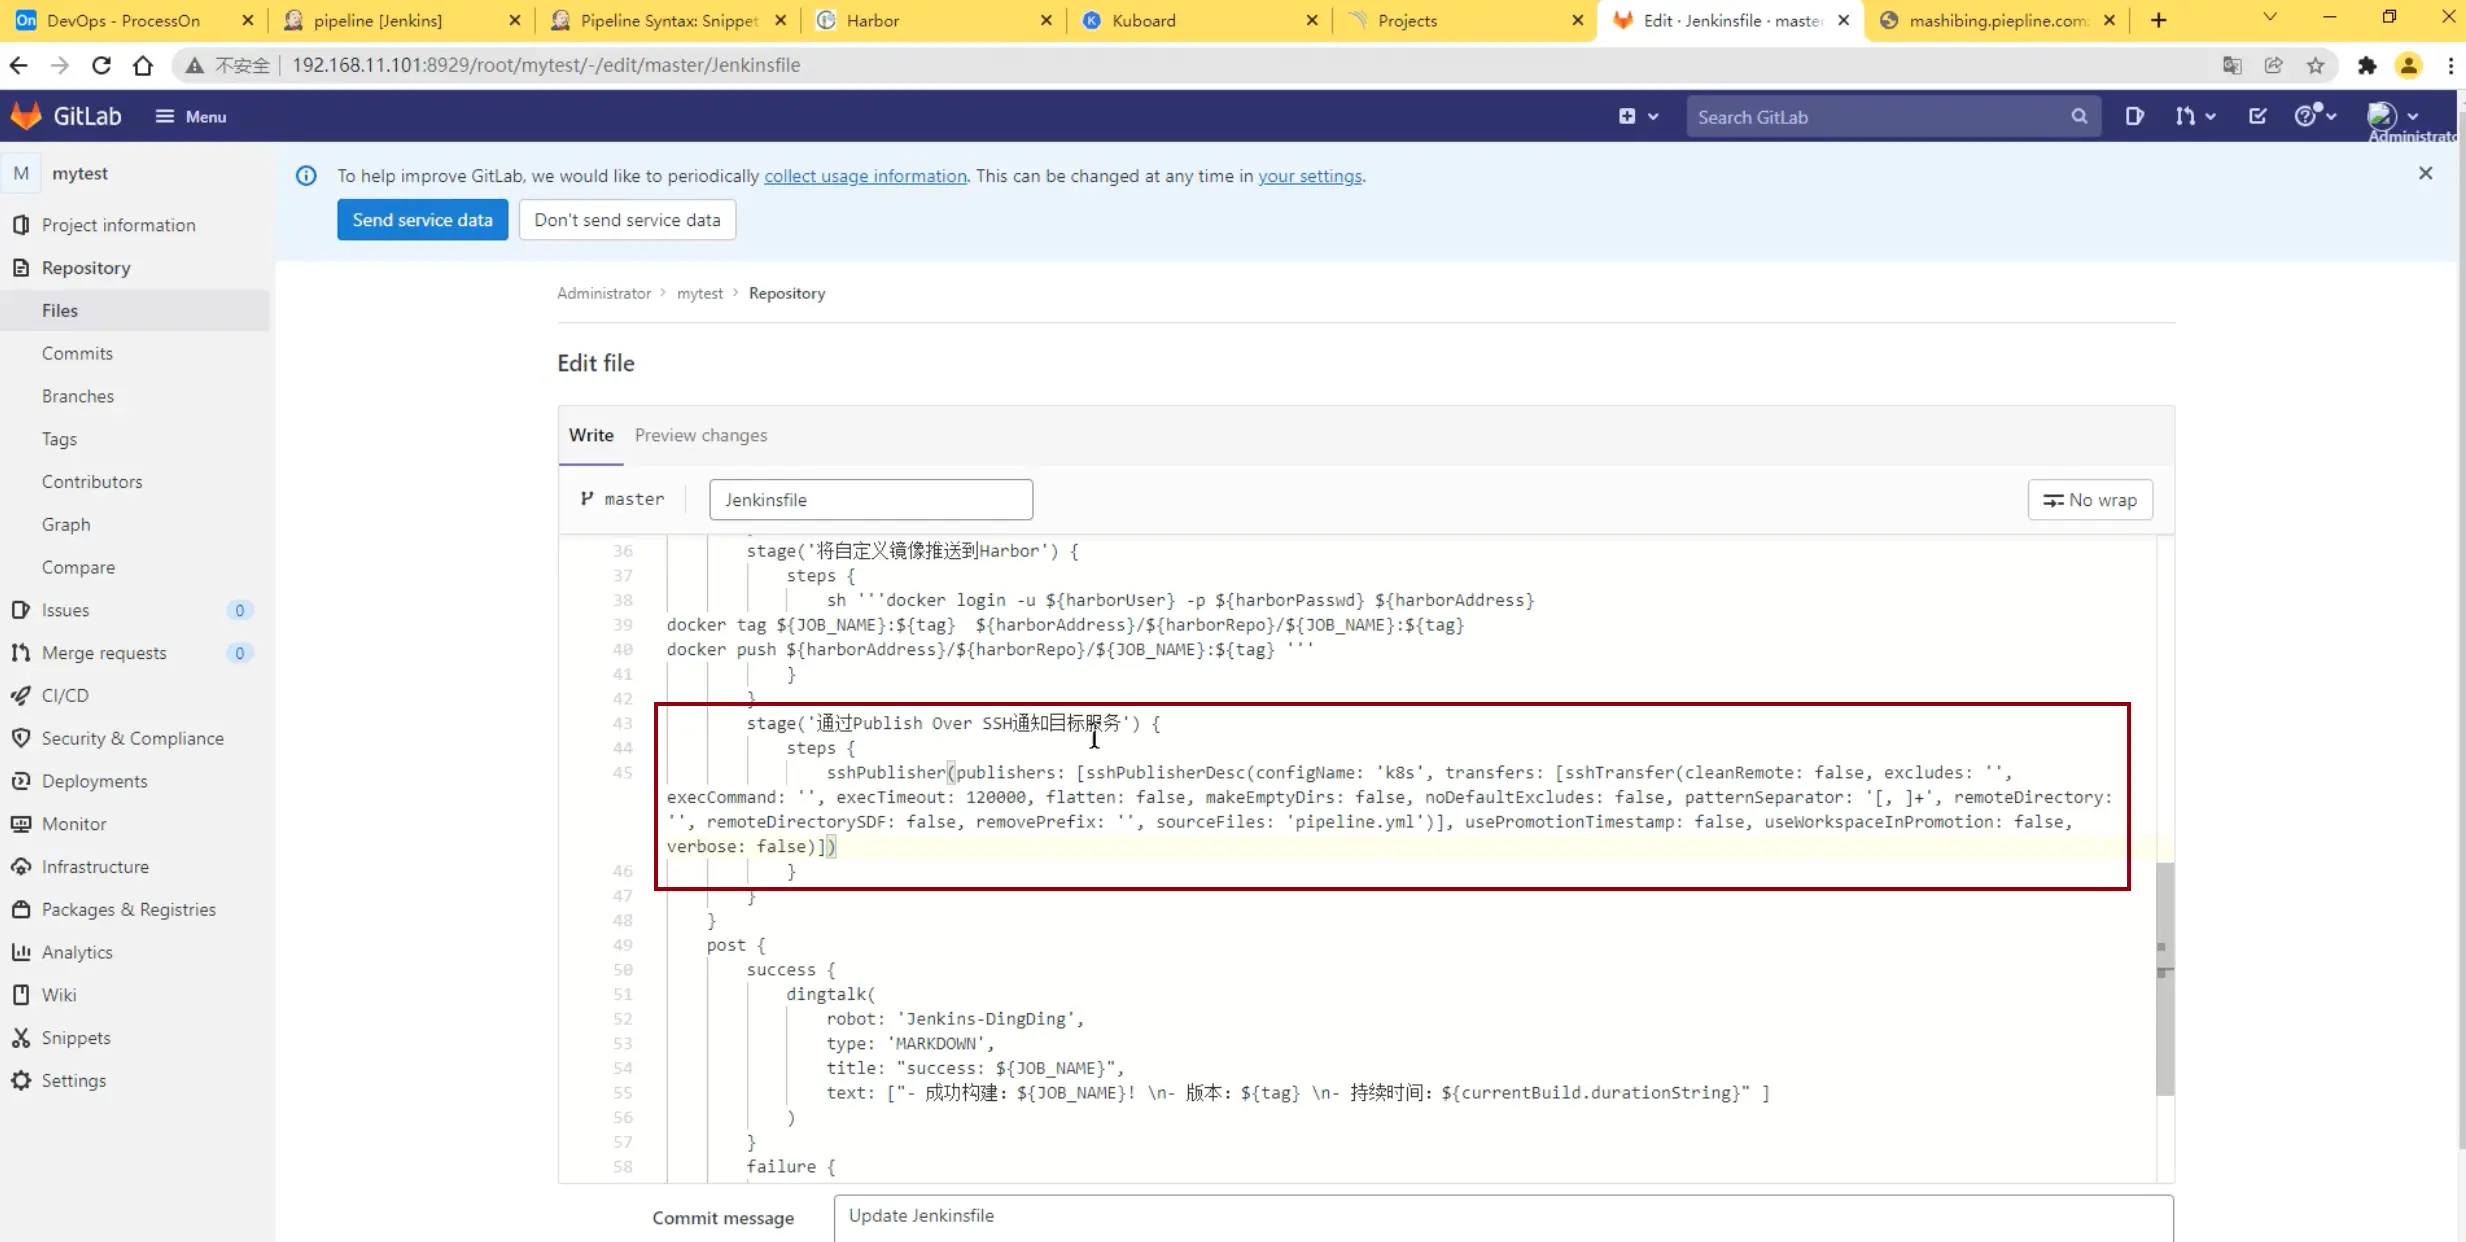 On DevOps - ProcessOn
pipeline [Jenkins]
Pipeline Syntax: Snippet
Harbor
Kuboard
Projects
Edit · Jenkinsfile · master
mashibing.piepline.com
不安全
192.168.11.101:8929/root/mytest/-/edit/master/Jenkinsfile
GitLab
Menu
Search GitLab
Administrato
M mytest
To help improve GitLab, we would like to periodically collect usage information. This can be changed at any time in your settings.
Send service data
Don't send service data
Project information
Repository
Files
Commits
Branches
Tags
Contributors
Graph
Compare
Issues 0
Merge requests 0
CI/CD
Security & Compliance
Deployments
Monitor
Infrastructure
Packages & Registries
Analytics
Wiki
Snippets
Settings
Administrator > mytest > Repository
Edit file
Write Preview changes
master
Jenkinsfile
No wrap
36 stage('将自定义镜像推送到Harbor') {
37 steps {
38 sh '''docker login -u ${harborUser} -p ${harborPasswd} ${harborAddress}
39 docker tag ${JOB_NAME}:${tag}  ${harborAddress}/${harborRepo}/${JOB_NAME}:${tag}
40 docker push ${harborAddress}/${harborRepo}/${JOB_NAME}:${tag} '''
41 }
42 }
43 stage('通过Publish Over SSH通知目标服务') {
44 steps {
45 sshPublisher(publishers: [sshPublisherDesc(configName: 'k8s', transfers: [sshTransfer(cleanRemote: false, excludes: '',
execCommand: '', execTimeout: 120000, flatten: false, makeEmptyDirs: false, noDefaultExcludes: false, patternSeparator: '[, ]+', remoteDirectory:
'', remoteDirectorySDF: false, removePrefix: '', sourceFiles: 'pipeline.yml')], usePromotionTimestamp: false, useWorkspaceInPromotion: false,
verbose: false)])
46 }
47 }
48 }
49 post {
50 success {
51 dingtalk(
52 robot: 'Jenkins-DingDing',
53 type: 'MARKDOWN',
54 title: "success: ${JOB_NAME}",
55 text: ["- 成功构建：${JOB_NAME}! \n- 版本：${tag} \n- 持续时间：${currentBuild.durationString}" ]
56 )
57 }
58 failure {
Commit message
Update Jenkinsfile